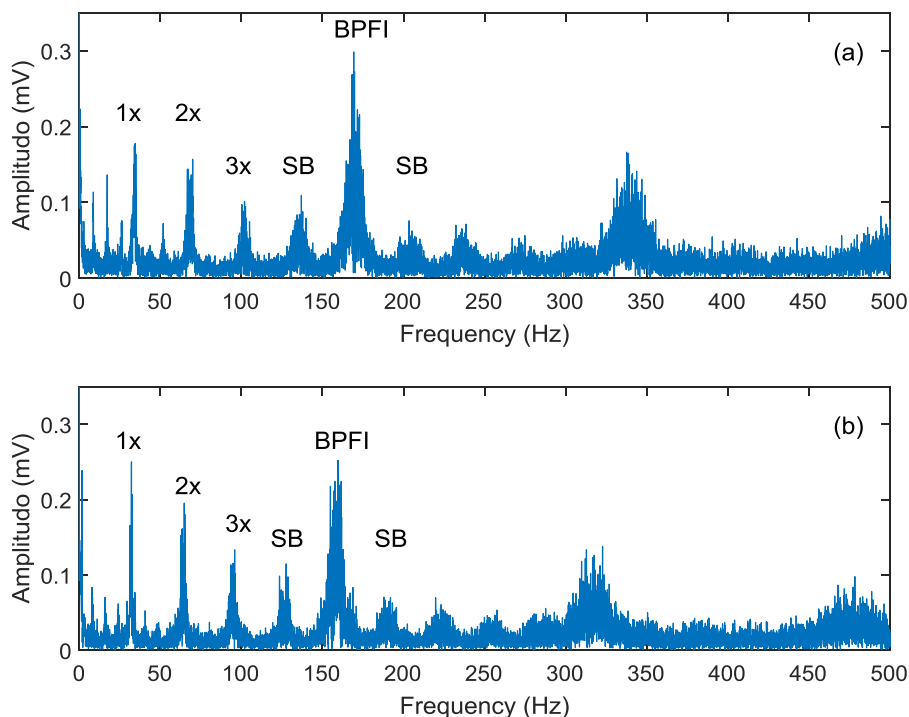 BPFI
(a)
0.3
1x
2x
3x
SB
SB
0.2
0.1
0
Amplitudo (mV)
0 50 100 150 200 250 300 350 400 450 500
Frequency (Hz)
(b)
0.3
1x
BPFI
2x
3x
SB
SB
0.2
0.1
0
Amplitudo (mV)
0 50 100 150 200 250 300 350 400 450 500
Frequency (Hz)